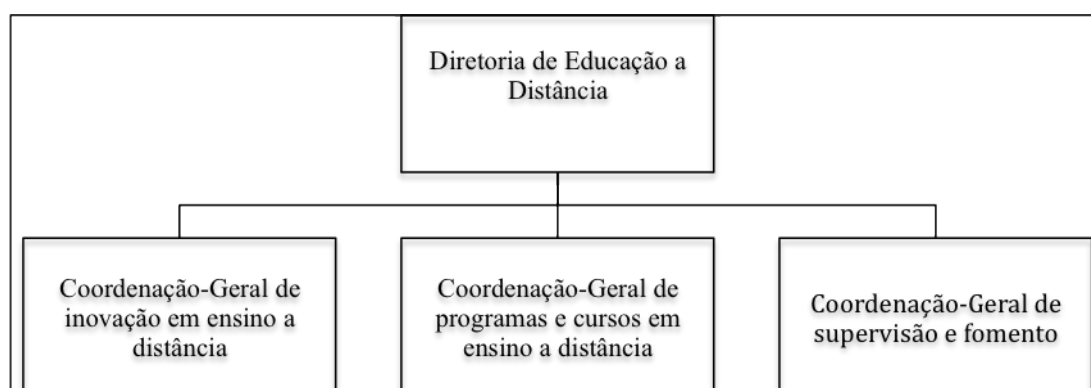 Diretoria de Educação a
Distância
Coordenação-Geral de
inovação em ensino a
distância
Coordenação-Geral de
programas e cursos em
ensino a distância
Coordenação-Geral de
supervisão e fomento